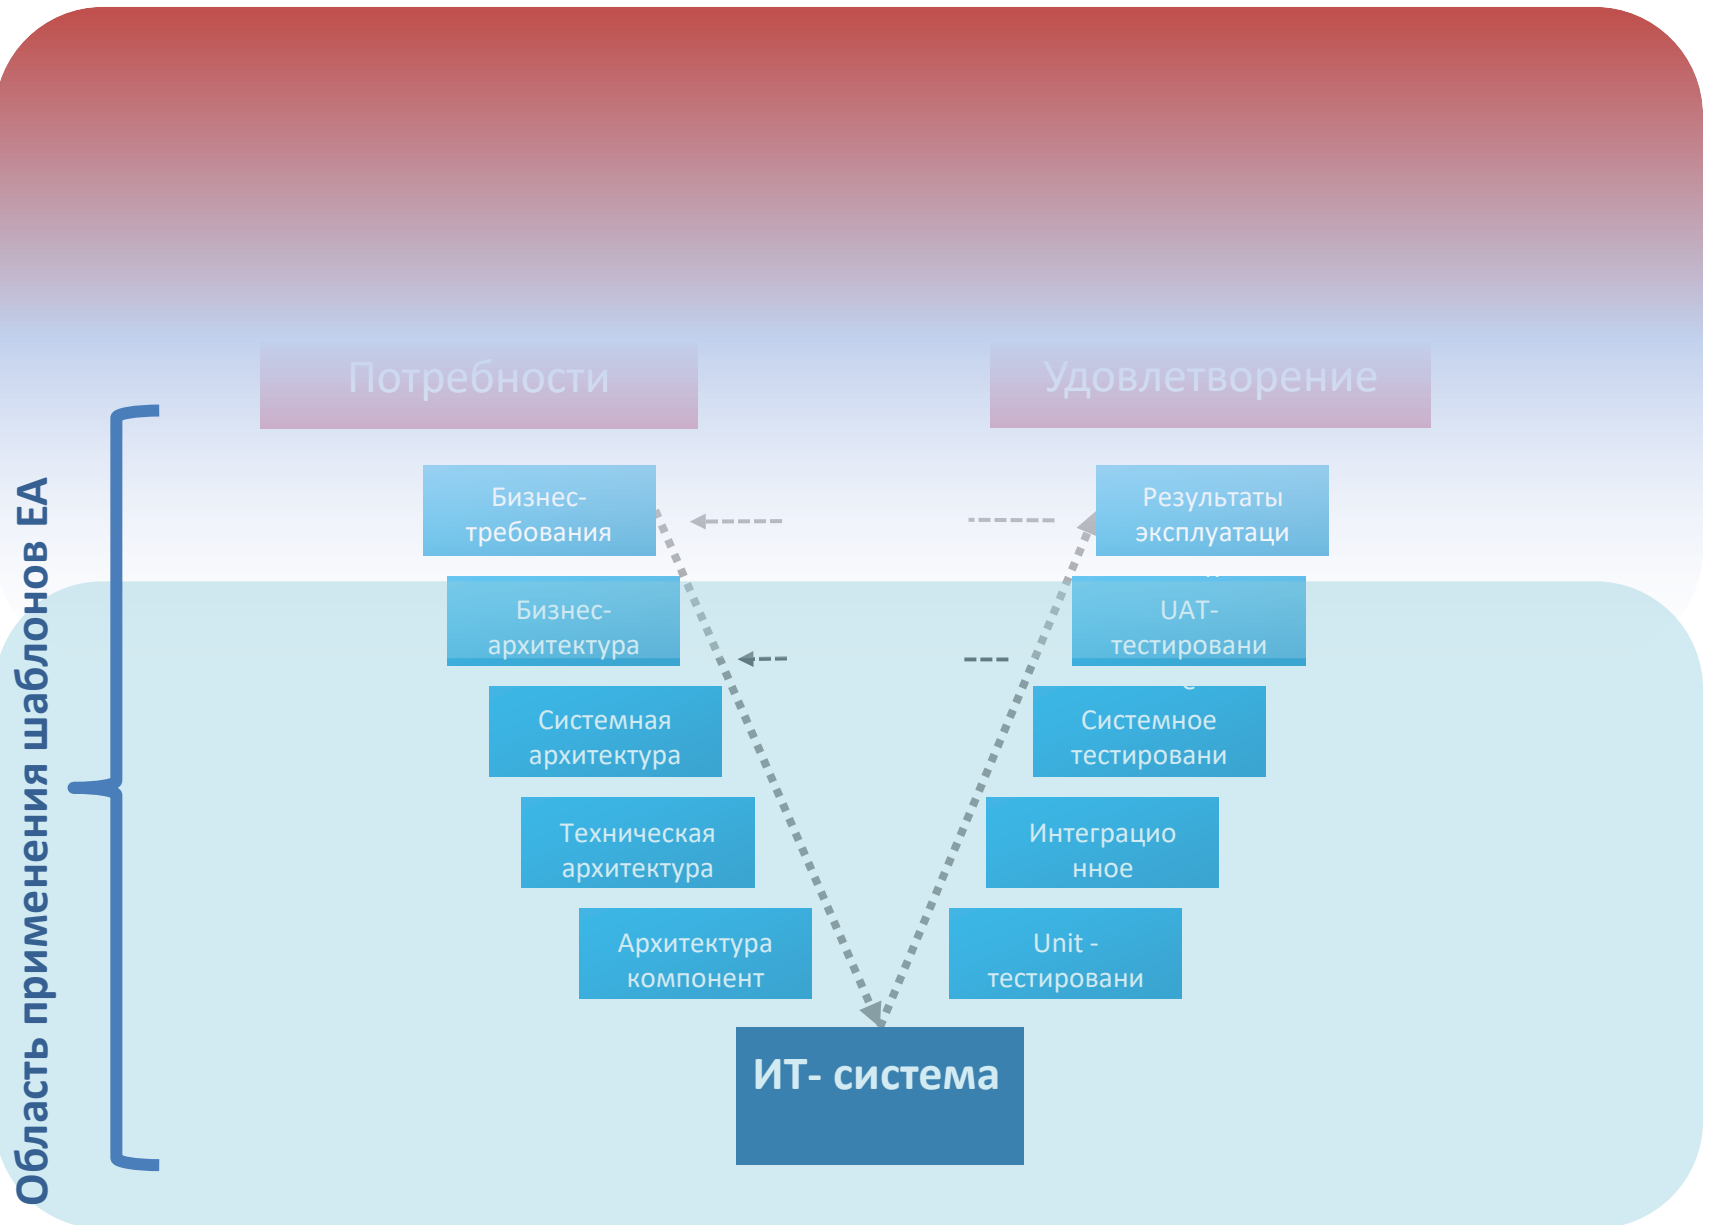 Потребности
Удовлетворение
Бизнес-
требования
Результаты
эксплуатаци
Бизнес-
архитектура
UAT-
тестировани
Системная
архитектура
Системное
тестировани
Техническая
архитектура
Интеграцио
нное
Архитектура
компонент
Unit -
тестировани
ИТ- система
Область применения шаблонов EA